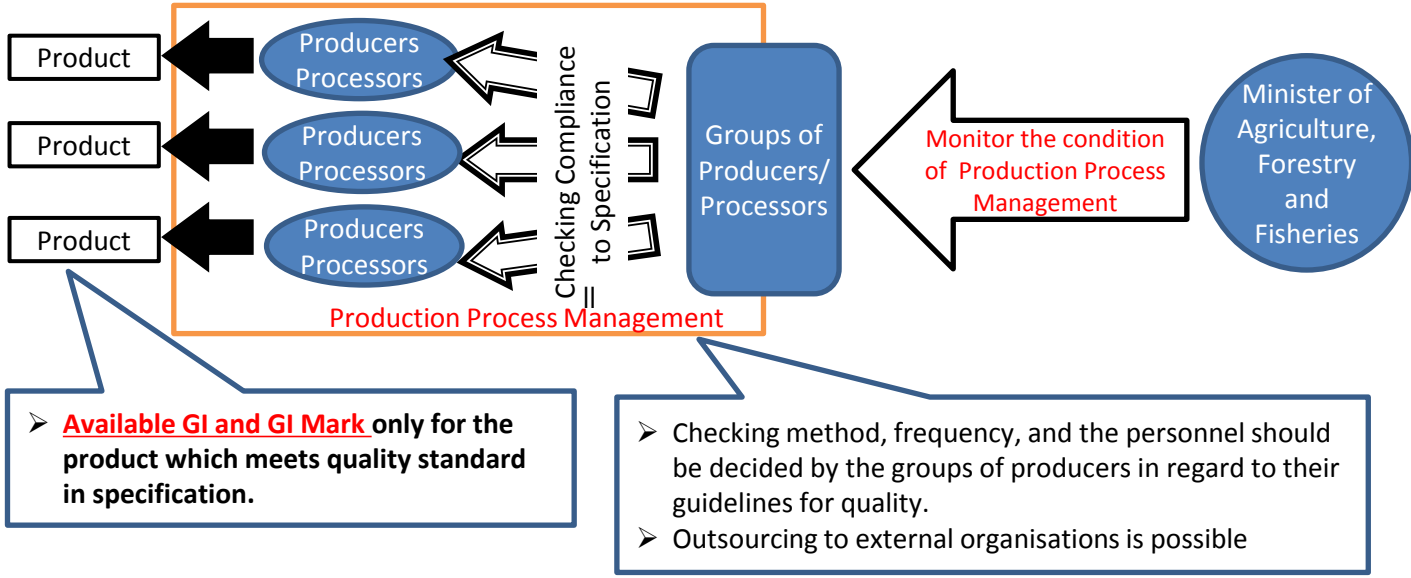 Product
Producers
Processors
Product
Producers
Processors
Product
Producers
Processors
Checking Compliance
to Specification
=
Production Process Management
Groups of
Producers/
Processors
Monitor the condition
of Production Process
Management
Minister of
Agriculture,
Forestry
and
Fisheries
➢ Available GI and GI Mark only for the
product which meets quality standard
in specification.
➢ Checking method, frequency, and the personnel should
be decided by the groups of producers in regard to their
guidelines for quality.
➢ Outsourcing to external organisations is possible